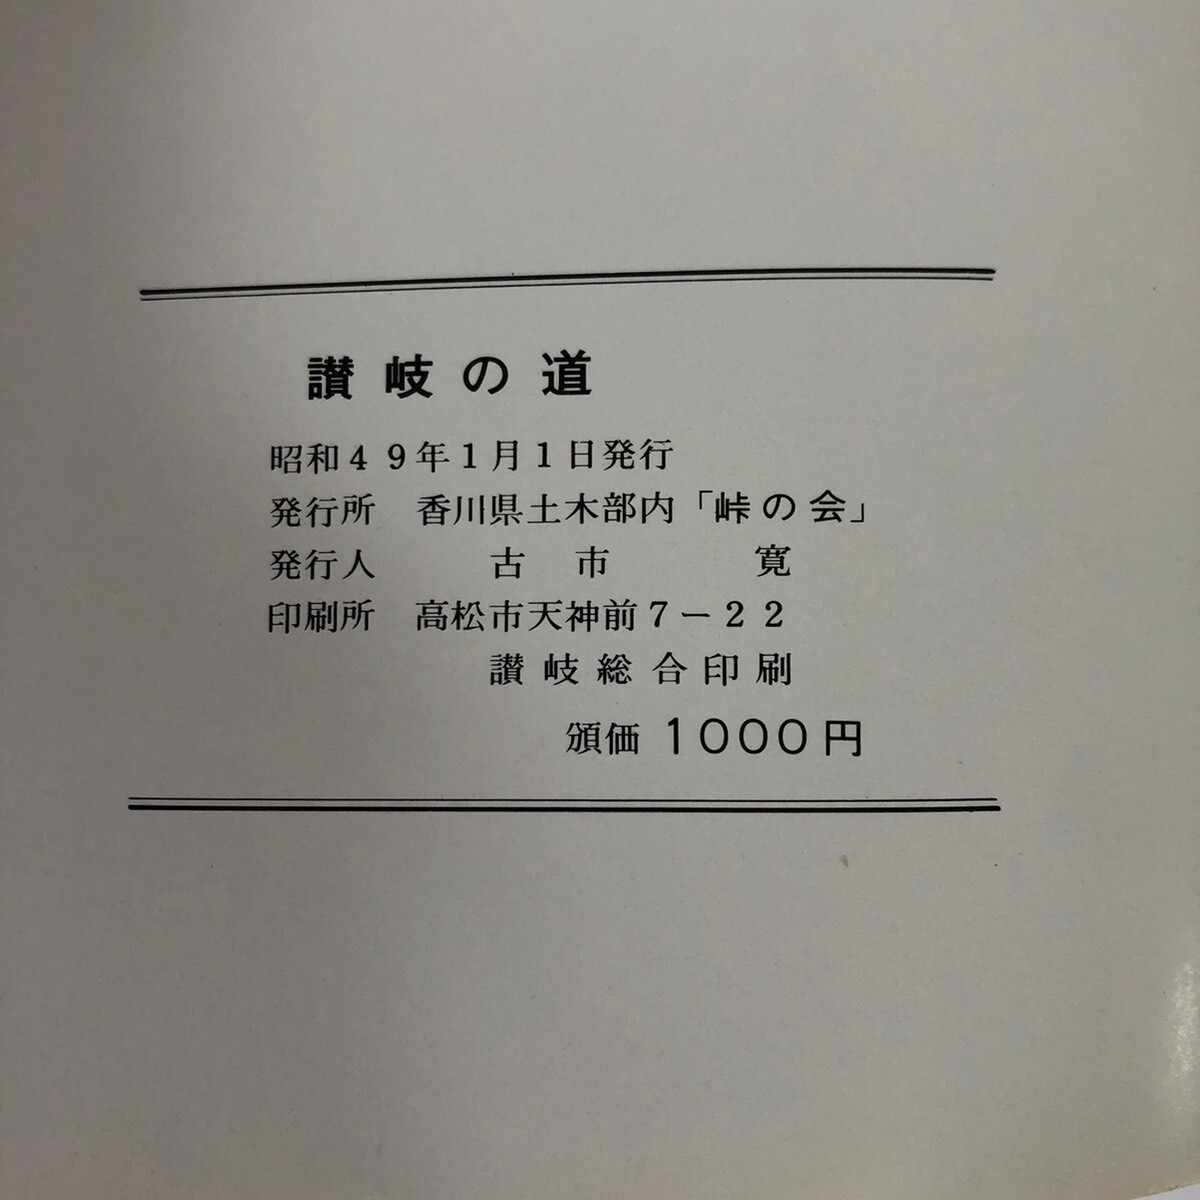 讃岐の道
昭和49年1月1日発行
発行所 香川県土木部内「峠の会」
発行人 古市 寛
印刷所 高松市天神前7－22
讃岐総合印刷
頒価 1000円